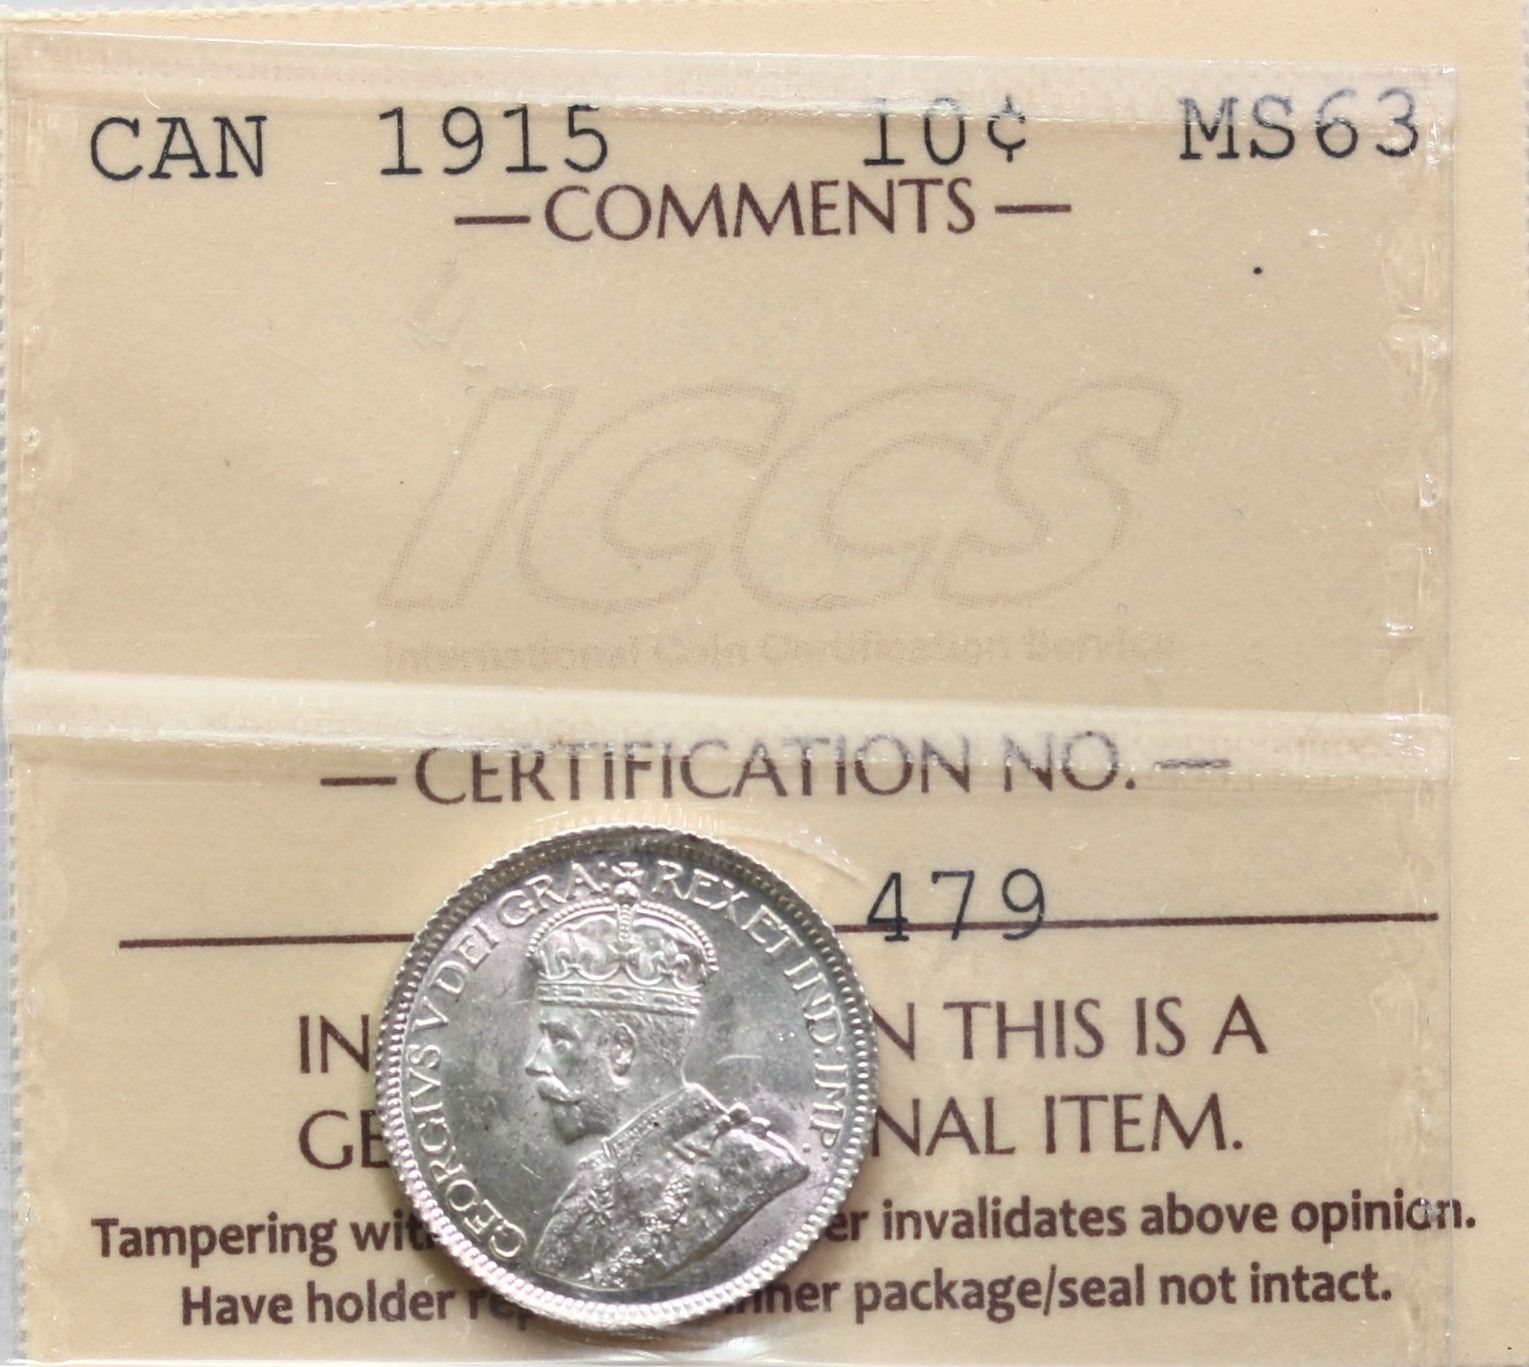 CAN 1915 10¢ MS63
COMMENTS
ICCS
International Coin Certification Service
CERTIFICATION NO.
479
GEORGIVS V DEI GRA: REX ET IND: IMP:
IN N THIS IS A
GE NAL ITEM.
Tampering wit er invalidates above opinion.
Have holder re inner package/seal not intact.